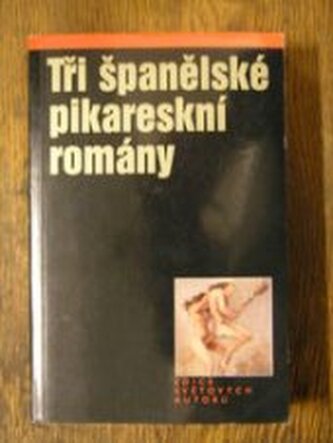 Tři španělské
pikareskní
romány
EDICE
SVĚTOVÝCH
AUTORŮ